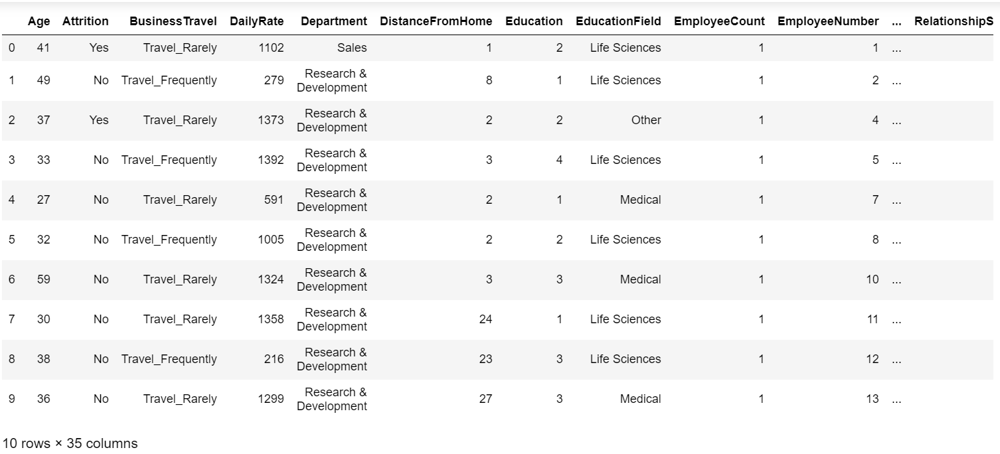 Age Attrition BusinessTravel DailyRate Department DistanceFromHome Education EducationField EmployeeCount EmployeeNumber ... RelationshipS
0 41 Yes Travel_Rarely 1102 Sales 1 2 Life Sciences 1 1 ...
1 49 No Travel_Frequently 279 Research & Development 8 1 Life Sciences 1 2 ...
2 37 Yes Travel_Rarely 1373 Research & Development 2 2 Other 1 4 ...
3 33 No Travel_Frequently 1392 Research & Development 3 4 Life Sciences 1 5 ...
4 27 No Travel_Rarely 591 Research & Development 2 1 Medical 1 7 ...
5 32 No Travel_Frequently 1005 Research & Development 2 2 Life Sciences 1 8 ...
6 59 No Travel_Rarely 1324 Research & Development 3 3 Medical 1 10 ...
7 30 No Travel_Rarely 1358 Research & Development 24 1 Life Sciences 1 11 ...
8 38 No Travel_Frequently 216 Research & Development 23 3 Life Sciences 1 12 ...
9 36 No Travel_Rarely 1299 Research & Development 27 3 Medical 1 13 ...
10 rows × 35 columns